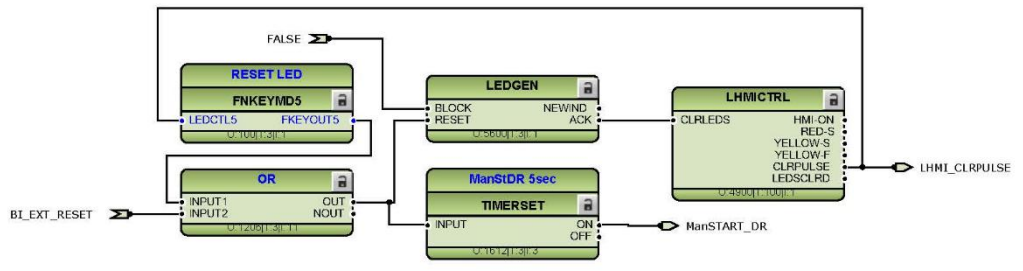 FALSE
RESET LED
FNKEYMD5
LEDCTL5 FKEYOUT5
O:100|T:3|I:1
LEDGEN
BLOCK NEWIND
RESET ACK
O:5600|T:3|I:1
LHMICTRL
CLRLEDS HMI-ON
RED-S
YELLOW-S
YELLOW-F
CLRPULSE
LEDSCLRD
O:4900|T:100|I:1
LHMI_CLRPULSE
BI_EXT_RESET
OR
INPUT1 OUT
INPUT2 NOUT
O:1206|T:3|I:11
ManStDR 5sec
TIMERSET
INPUT ON
OFF
O:1612|T:3|I:3
ManSTART_DR